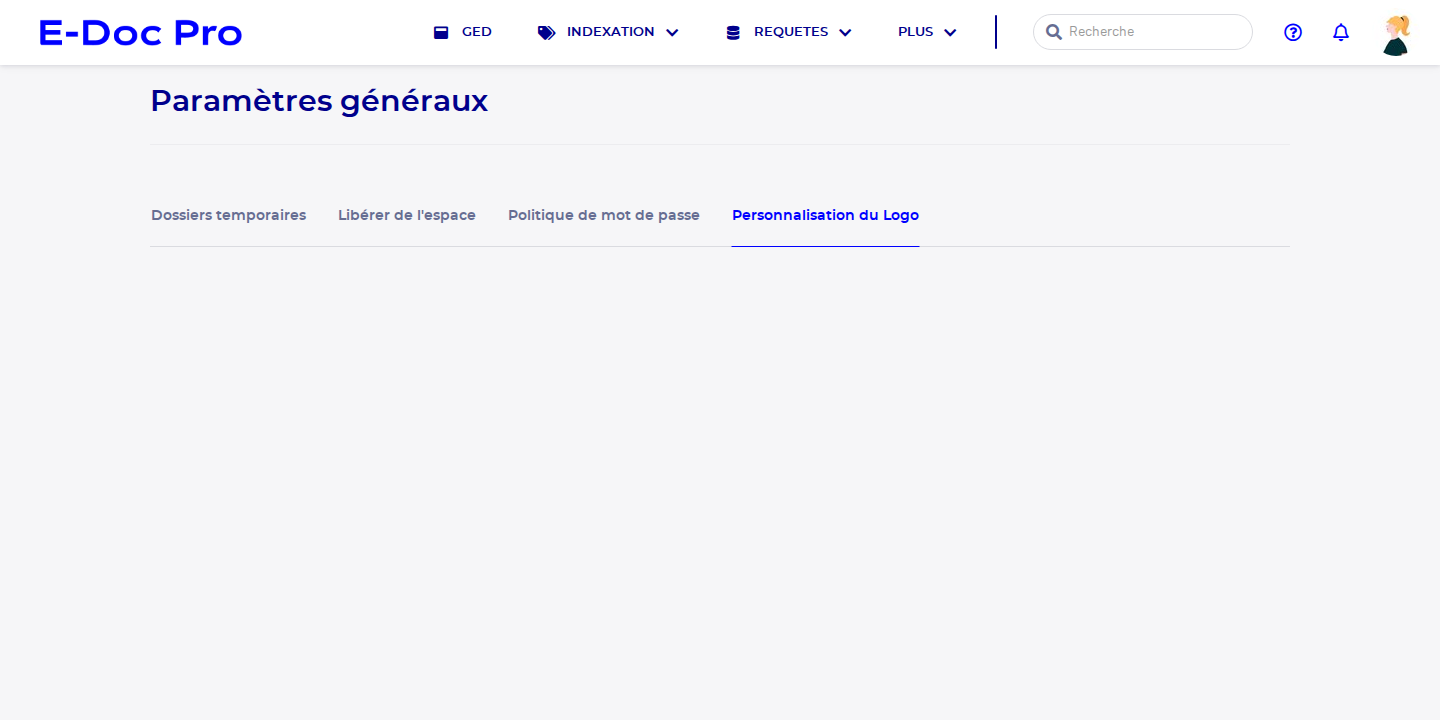 E-Doc Pro
GED
INDEXATION
REQUETES
PLUS
Recherche
Paramètres généraux
Dossiers temporaires
Libérer de l'espace
Politique de mot de passe
Personnalisation du Logo